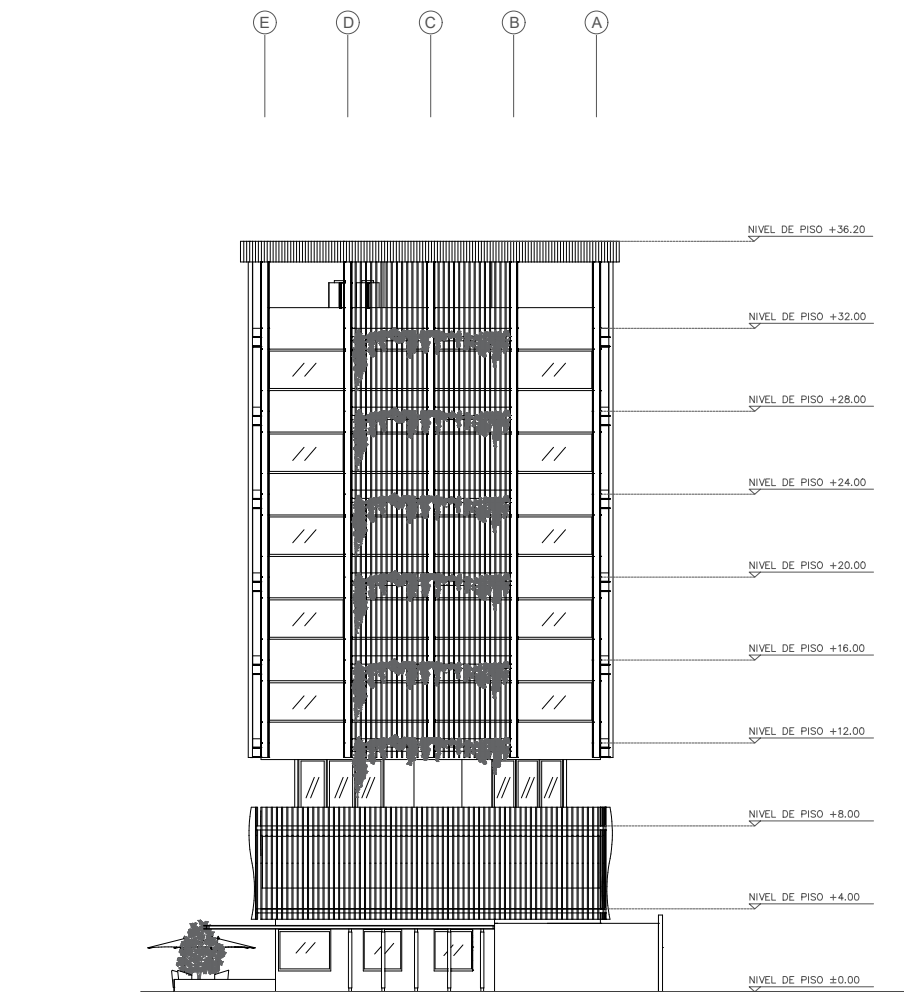 E D C B A
NIVEL DE PISO +36.20
NIVEL DE PISO +32.00
NIVEL DE PISO +28.00
NIVEL DE PISO +24.00
NIVEL DE PISO +20.00
NIVEL DE PISO +16.00
NIVEL DE PISO +12.00
NIVEL DE PISO +8.00
NIVEL DE PISO +4.00
NIVEL DE PISO ±0.00